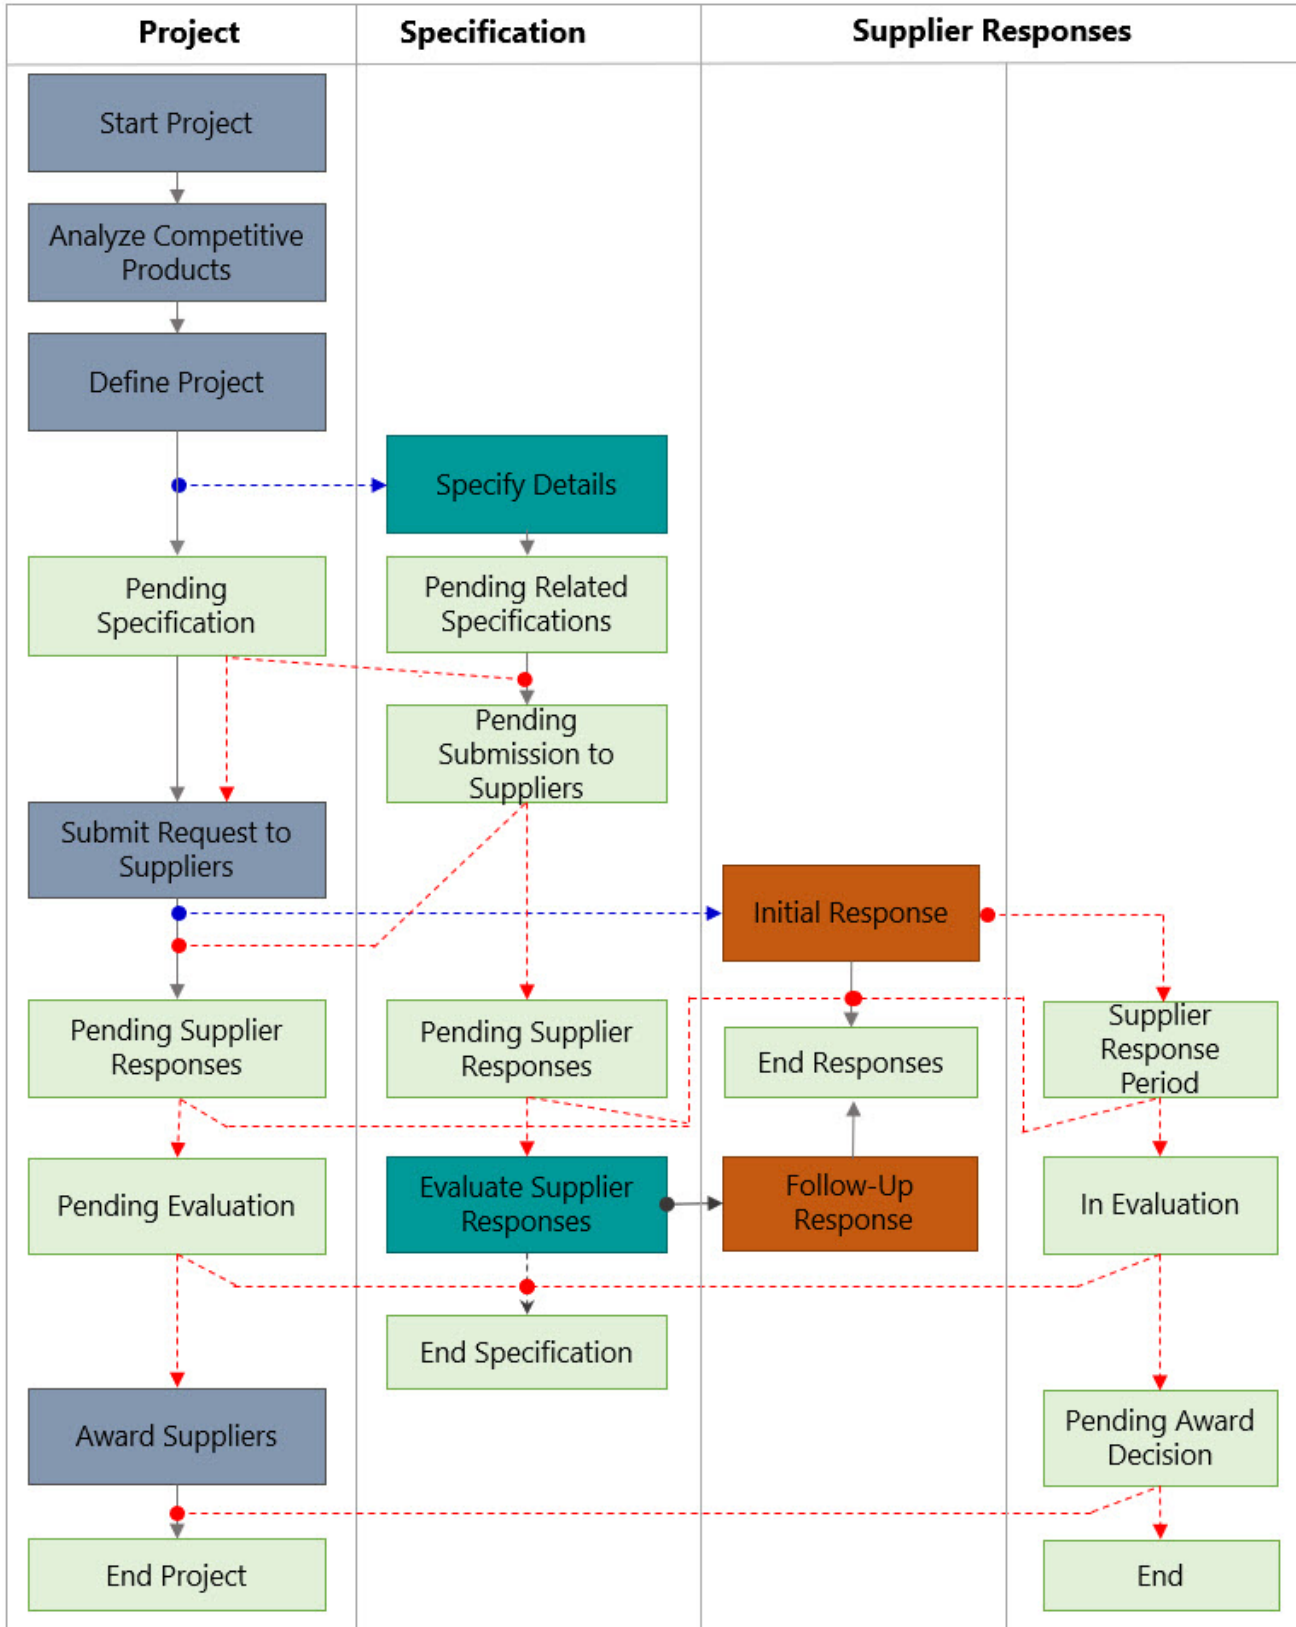 Project
Specification
Supplier Responses
Start Project
Analyze Competitive
Products
Define Project
Specify Details
Pending
Specification
Pending Related
Specifications
Pending
Submission to
Suppliers
Submit Request to
Suppliers
Initial Response
Pending Supplier
Responses
Pending Supplier
Responses
End Responses
Supplier
Response
Period
Pending Evaluation
Evaluate Supplier
Responses
Follow-Up
Response
In Evaluation
End Specification
Award Suppliers
Pending Award
Decision
End Project
End